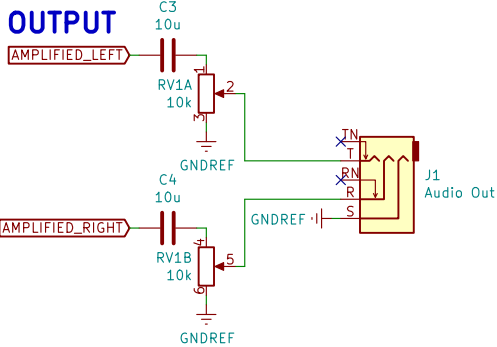 OUTPUT
C3
10u
AMPLIFIED_LEFT
1
RV1A
10k
2
3
GNDREF
TN
T
RN
R
S
J1
Audio Out
GNDREF
C4
10u
AMPLIFIED_RIGHT
4
RV1B
10k
5
6
GNDREF